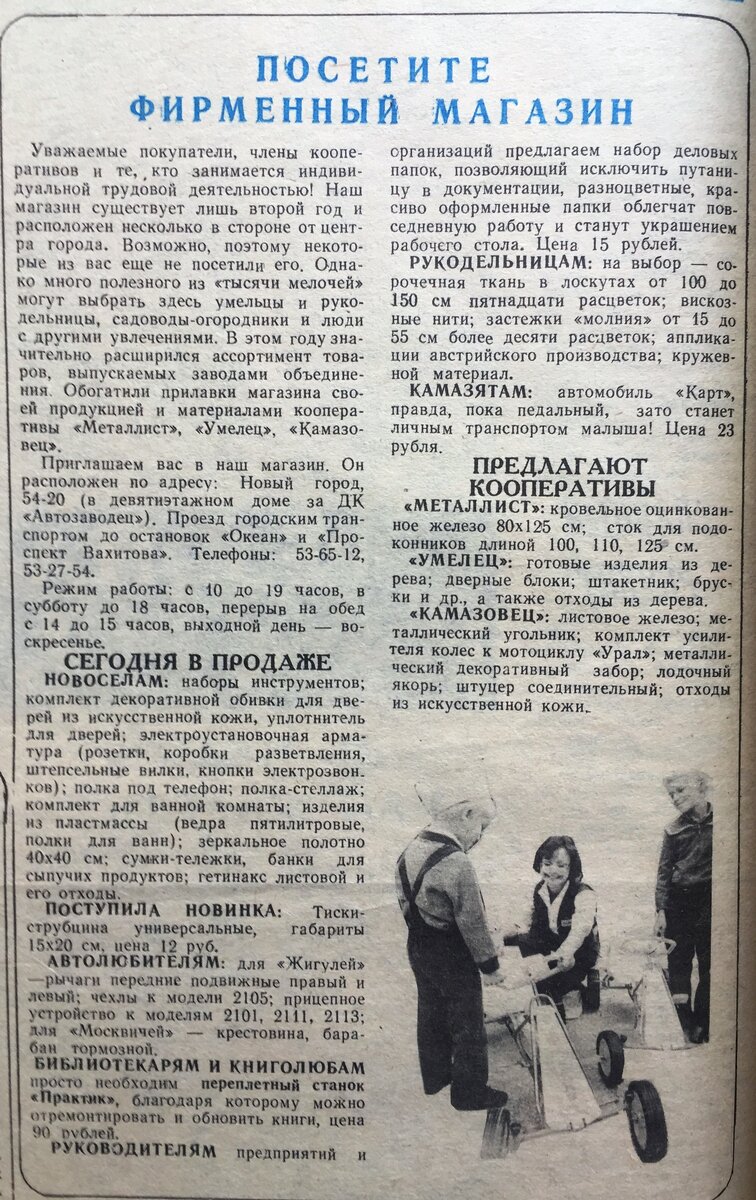 ПОСЕТИТЕ
ФИРМЕННЫЙ МАГАЗИН
Уважаемые покупатели, члены кооперативов и те, кто занимается индиви-
дуальной трудовой деятельностью! Наш
магазин существует лишь второй год и
расположен несколько в стороне от цент-
ра города. Возможно, поэтому некото-
рые из вас еще не посетили его. Одна-
ко много полезного из «тысячи мелочей»
могут выбрать здесь умельцы и руко-
дельницы, садоводы-огородники и люди
с другими увлечениями. В этом году зна-
чительно расширился ассортимент това-
ров, выпускаемых заводами объедине-
ния. Обогатили прилавки магазина сво-
ей продукцией и материалами коопера-
тивы «Металлист», «Умелец», «Камазо-
вец».
Приглашаем вас в наш магазин. Он
расположен по адресу: Новый город,
54-20 (в девятиэтажном доме за ДК
«Автозаводец»). Проезд городским тран-
спортом до остановок «Океан» и «Про-
спект Вахитова». Телефоны: 53-65-12,
53-27-54.
Режим работы: с 10 до 19 часов, в
субботу до 18 часов, перерыв на обед
с 14 до 15 часов, выходной день — во-
скресенье.
СЕГОДНЯ В ПРОДАЖЕ
НОВОСЕЛАМ: наборы инструментов;
комплект декоративной обивки для две-
рей из искусственной кожи, уплотнитель
для дверей; электроустановочная арма-
тура (розетки, коробки разветвления,
штепсельные вилки, кнопки электрозвон.
ков); полка под телефон; полка-стеллаж;
комплект для ванной комнаты; изделия
из пластмассы (ведра пятилитровые,
полки для ванн); зеркальное полотно
40х40 см; сумки-тележки, банки для
сыпучих продуктов; гетинакс листовой и
его отходы.
ПОСТУПИЛА НОВИНКА: Тиски-
струбцина универсальные, габариты
15х20 см, цена 12 руб.
АВТОЛЮБИТЕЛЯМ: для «Жигулей»
—рычаги передние подвижные правый и
левый; чехлы к модели 2105; прицепное
устройство к моделям 2101, 2111, 2113;
для «Москвичей» — крестовина, бара-
бан тормозной.
БИБЛИОТЕКАРЯМ И КНИГОЛЮБАМ
просто необходим переплетный станок
«Практик», благодаря которому можно
отремонтировать и обновить книги, цена
90 рублей.
РУКОВОДИТЕЛЯМ предприятий и
организаций предлагаем набор деловых
папок, позволяющий исключить путани-
цу в документации, разноцветные, кра-
сиво оформленные папки облегчат пов-
седневную работу и станут украшением
рабочего стола. Цена 15 рублей.
РУКОДЕЛЬНИЦАМ: на выбор — со-
рочечная ткань в лоскутах от 100 до
150 см пятнадцати расцветок; вискоз-
ные нити; застежки «молния» от 15 до
55 см более десяти расцветок; апплика-
ции австрийского производства; кружев-
ной материал.
КАМАЗЯТАМ: автомобиль «Карт»,
правда, пока педальный, зато станет
личным транспортом малыша! Цена 23
рубля.
ПРЕДЛАГАЮТ
КООПЕРАТИВЫ
«МЕТАЛЛИСТ»: кровельное оцинкован-
ное железо 80х125 см; сток для подо-
конников длиной 100, 110, 125 см.
«УМЕЛЕЦ»: готовые изделия из де-
рева; дверные блоки; штакетник; брус-
ки и др., а также отходы из дерева.
«КАМАЗОВЕЦ»: листовое железо; ме-
таллический угольник; комплект усили-
теля колес к мотоциклу «Урал»; металли-
ческий декоративный забор; лодочный
якорь; штуцер соединительный; отходы
из искусственной кожи.